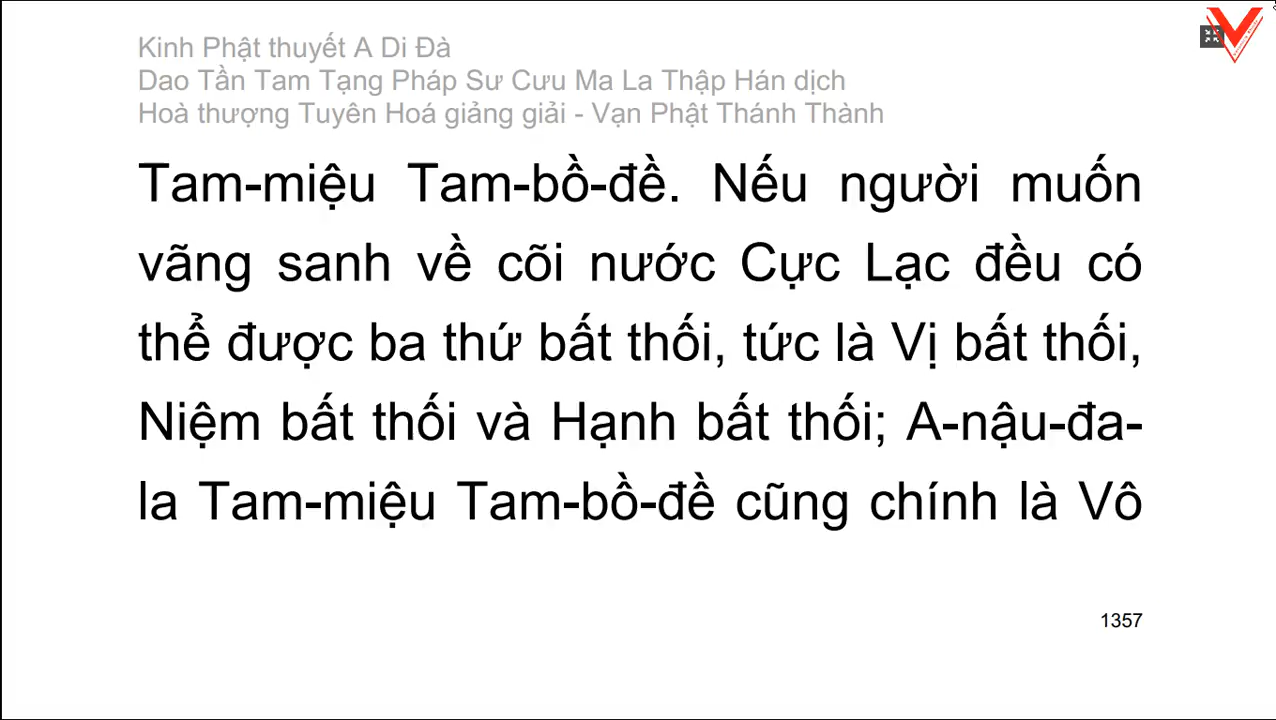 Kinh Phật thuyết A Di Đà
Dao Tần Tam Tạng Pháp Sư Cưu Ma La Thập Hán dịch
Hoà thượng Tuyên Hoá giảng giải - Vạn Phật Thánh Thành
Tam-miệu Tam-bồ-đề. Nếu người muốn
vãng sanh về cõi nước Cực Lạc đều có
thể được ba thứ bất thối, tức là Vị bất thối,
Niệm bất thối và Hạnh bất thối; A-nậu-đa-
la Tam-miệu Tam-bồ-đề cũng chính là Vô
1357